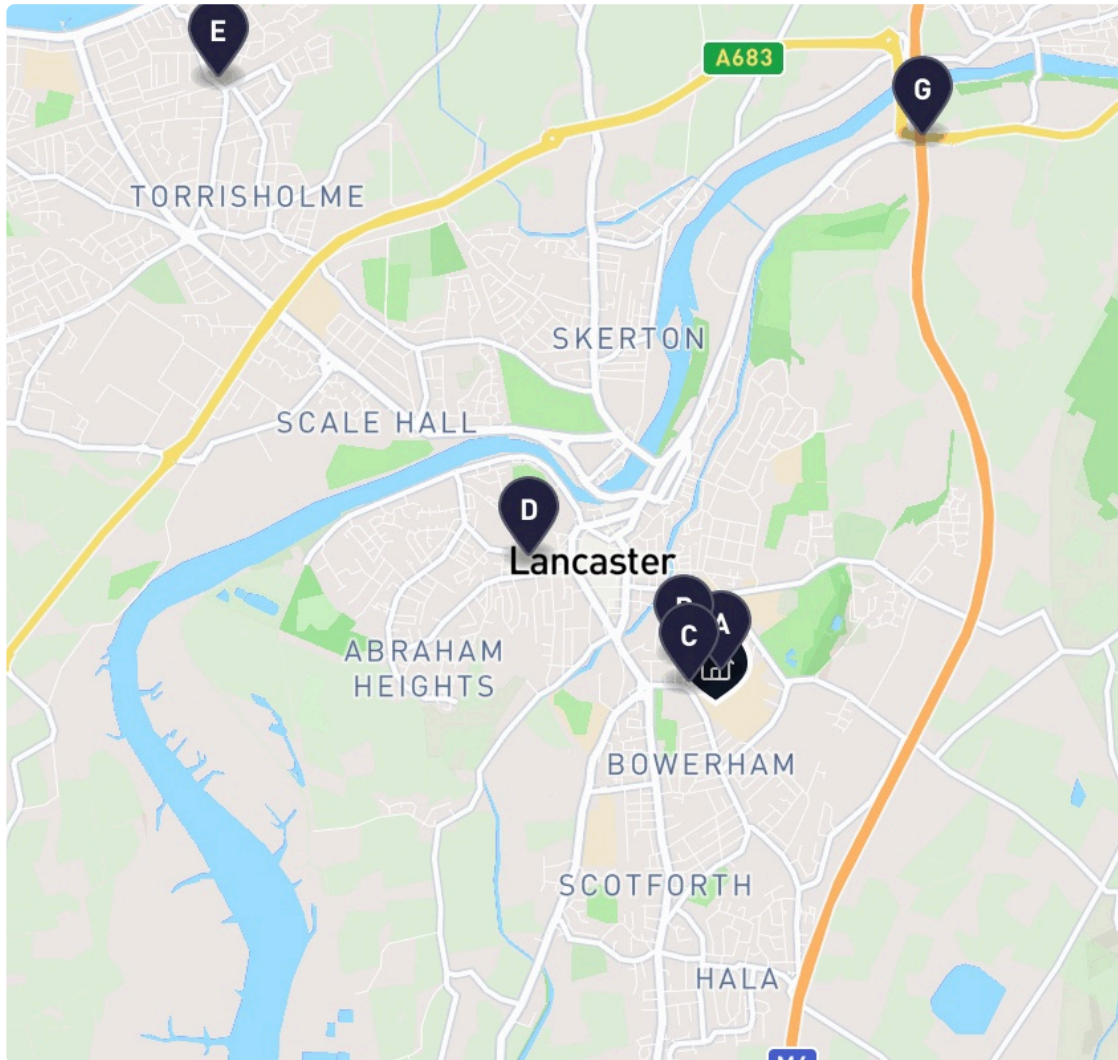 E
A683
G
TORRISHOLME
SKERTON
SCALE HALL
D
Lancaster
A
C
ABRAHAM
HEIGHTS
BOWERHAM
SCOTFORTH
HALA